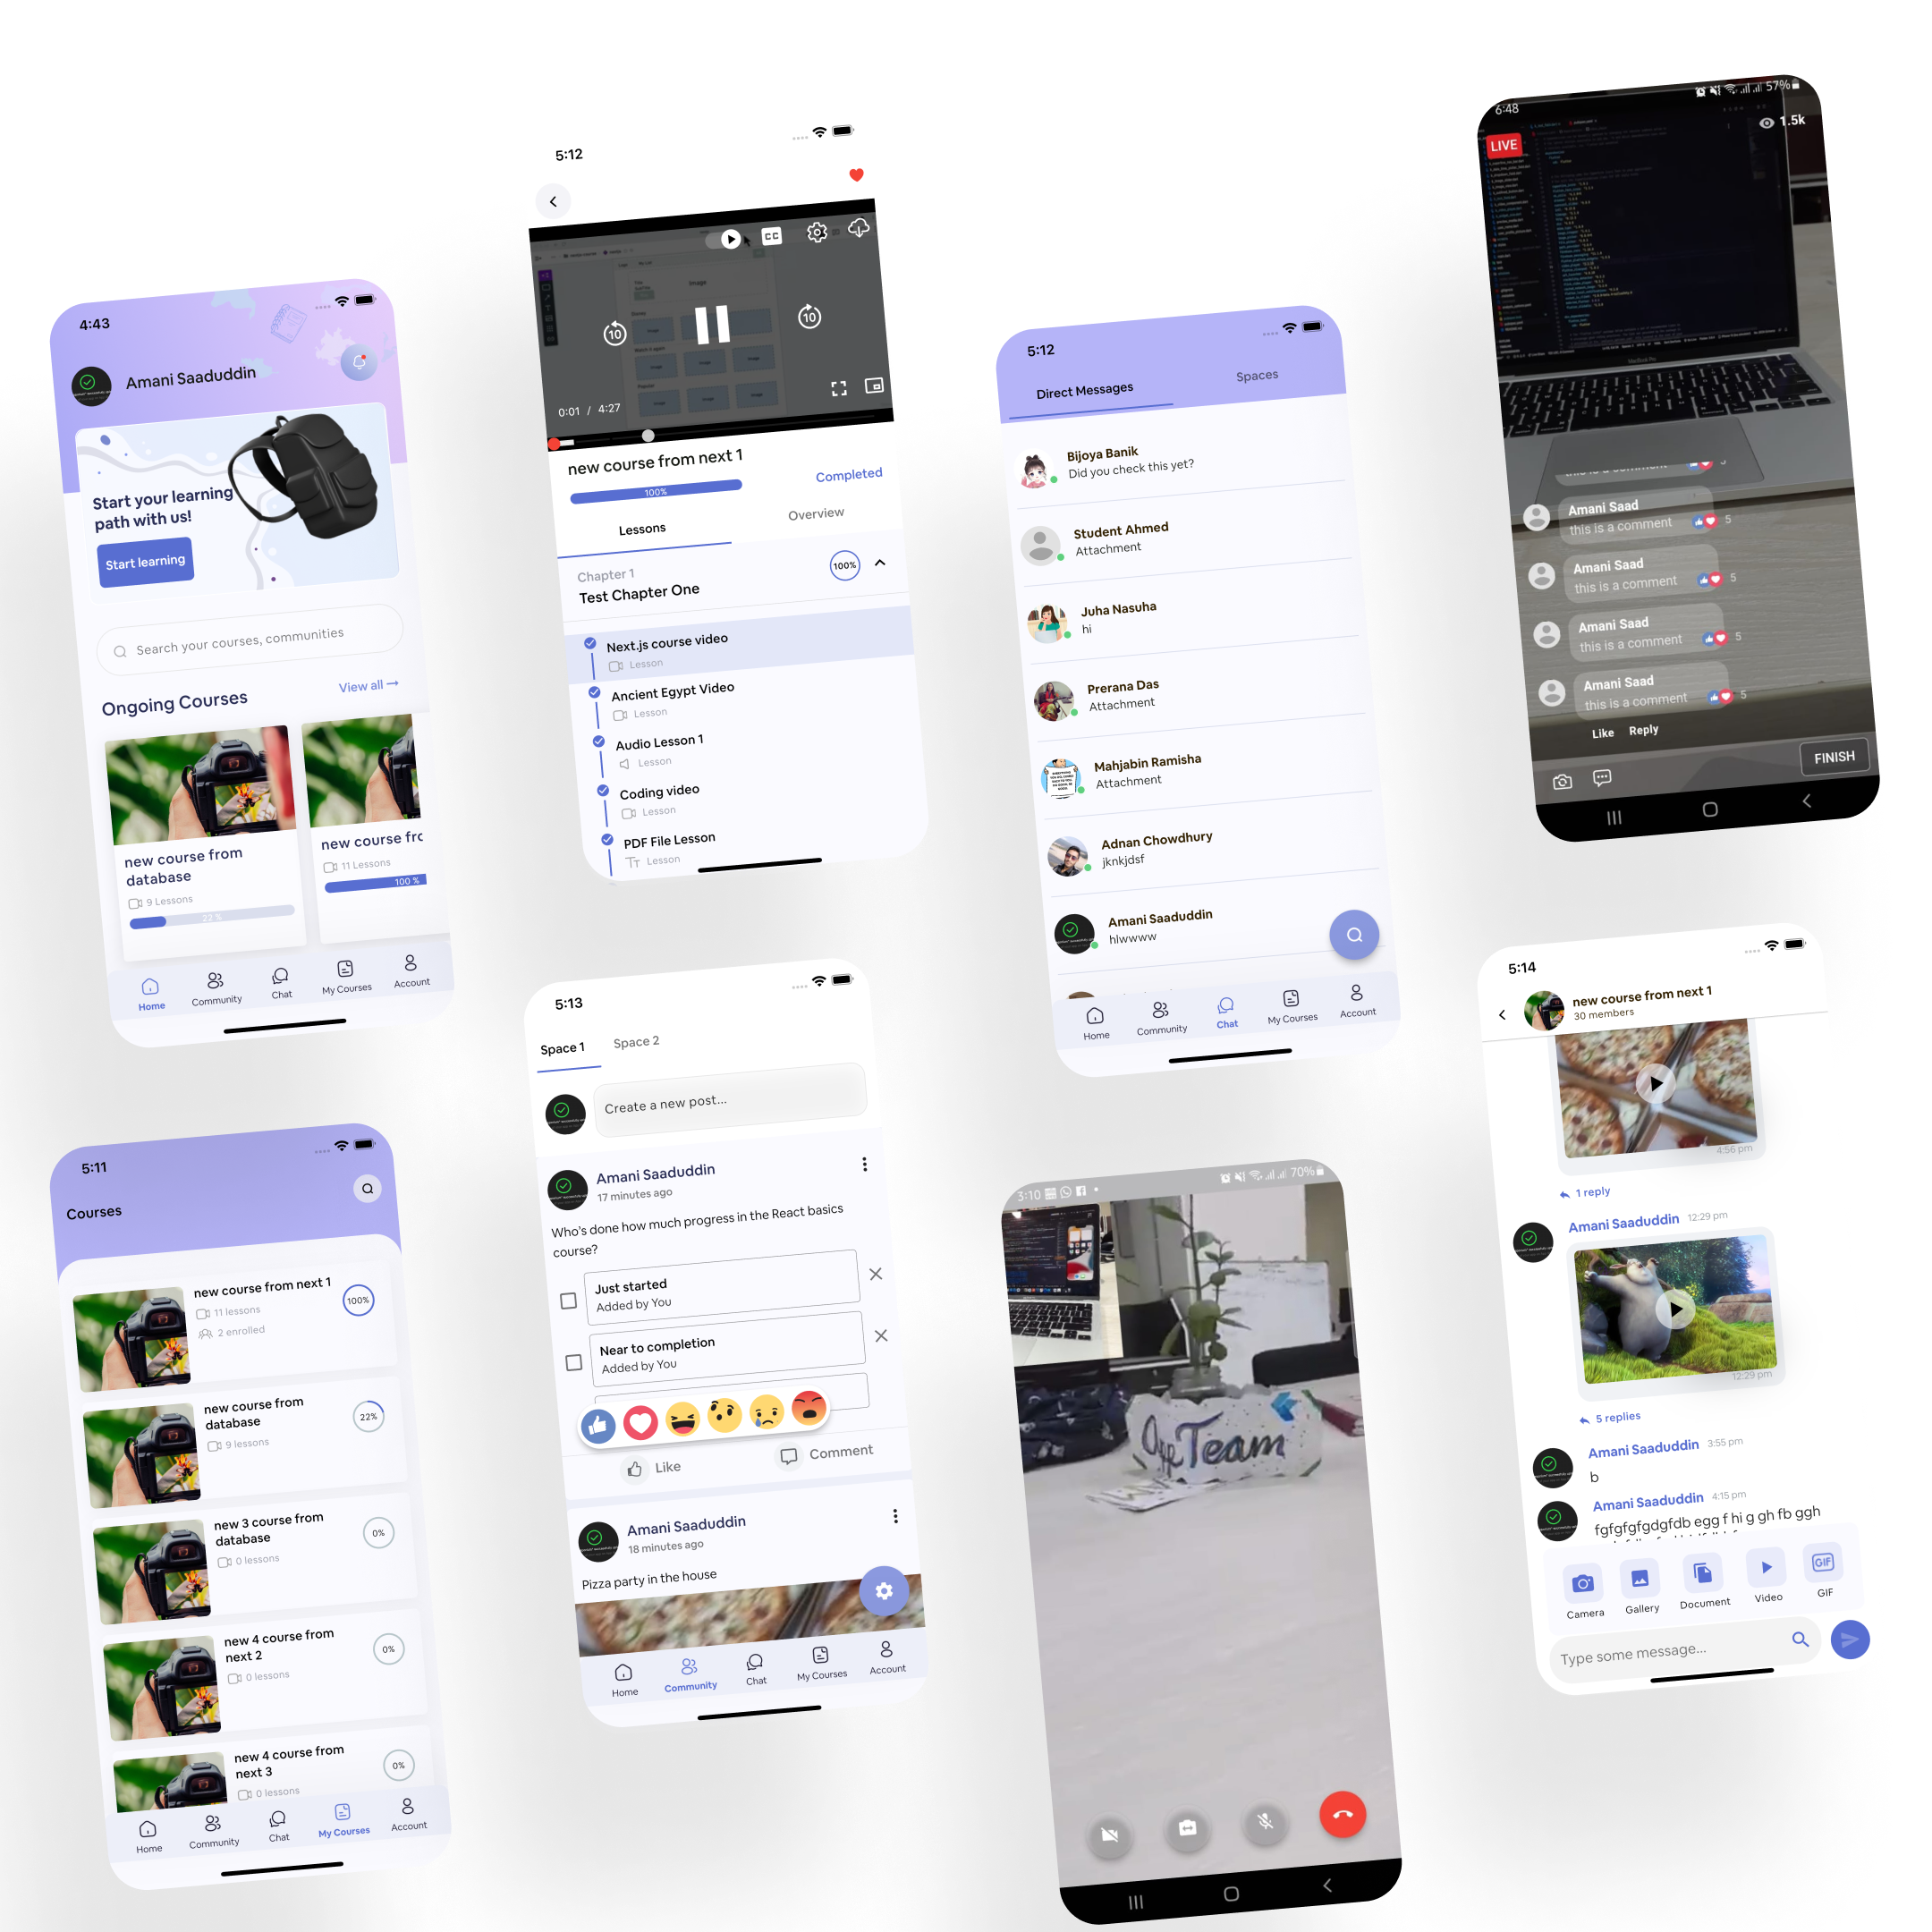 4:43
Amani Saaduddin
Start your learning
path with us!
Start learning
Search your courses, communities
Ongoing Courses
View all →
new course from
database
9 Lessons
22 %
new course frc
11 Lessons
100 %
Home
Community
Chat
My Courses
Account
5:12
CC
10
10
0:01 / 4:27
new course from next 1
100%
Completed
Lessons
Overview
Chapter 1
Test Chapter One
100%
Next.js course video
Lesson
Ancient Egypt Video
Lesson
Audio Lesson 1
Lesson
Coding video
Lesson
PDF File Lesson
Tт Lesson
5:12
Direct Messages
Spaces
Bijoya Banik
Did you check this yet?
Student Ahmed
Attachment
Juha Nasuha
hi
Prerana Das
Attachment
Mahjabin Ramisha
Attachment
Adnan Chowdhury
jknkjdsf
Amani Saaduddin
hlwwww
Home
Community
Chat
My Courses
Account
6:48
57%
LIVE
1.5k
MacBook Pro
this is a comment 5
Amani Saad
this is a comment 5
Amani Saad
this is a comment 5
Amani Saad
this is a comment 5
Amani Saad
this is a comment 5
Like Reply
FINISH
5:11
Courses
new course from next 1
11 lessons
2 enrolled
100%
new course from
database
9 lessons
22%
new 3 course from
database
0 lessons
0%
new 4 course from
next 2
0 lessons
0%
new 4 course from
next 3
0 lessons
0%
Home
Community
Chat
My Courses
Account
5:13
Space 1
Space 2
Create a new post...
Amani Saaduddin
17 minutes ago
Who's done how much progress in the React basics
course?
Just started
Added by You
Near to completion
Added by You
Like
Comment
Amani Saaduddin
18 minutes ago
Pizza party in the house
Home
Community
Chat
My Courses
Account
3:10
70%
App Team
5:14
new course from next 1
30 members
4:56 pm
1 reply
Amani Saaduddin 12:29 pm
12:29 pm
5 replies
Amani Saaduddin 3:55 pm
b
Amani Saaduddin 4:15 pm
fgfgfgfgdgfdb egg f hi g gh fb ggh
Camera
Gallery
Document
Video
GIF
GIF
Type some message...